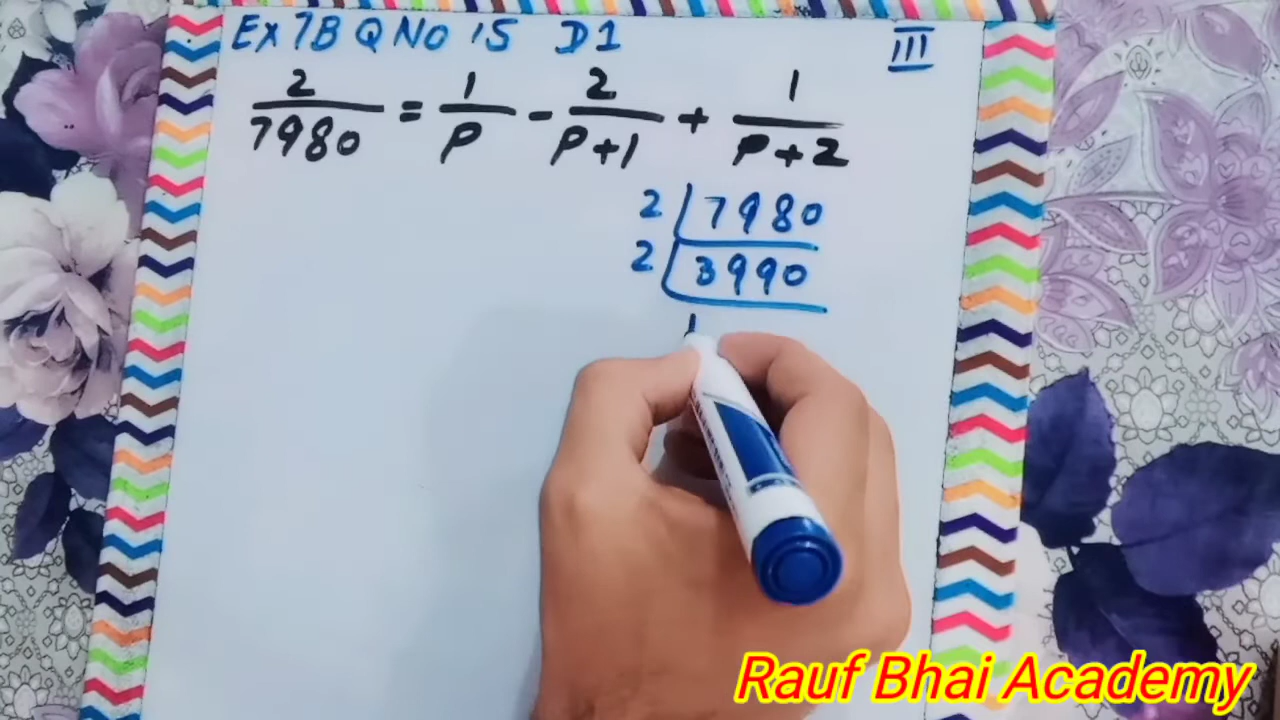 Ex 7B Q No 15 D1 III
2/7980 = 1/P - 2/P+1 + 1/P+2
2 | 7980
2 | 3990
1
Rauf Bhai Academy